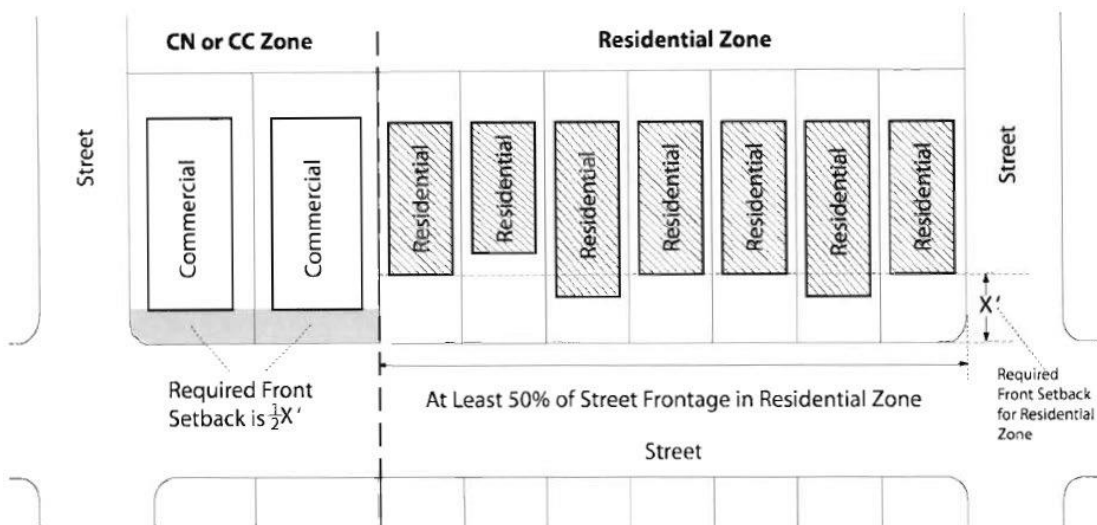 CN or CC Zone
Residential Zone
Street
Commercial
Commercial
Residential
Residential
Residential
Residential
Residential
Residential
Residential
Street
X'
Required Front
Setback is ½X'
At Least 50% of Street Frontage in Residential Zone
Required
Front Setback
for Residential
Zone
Street